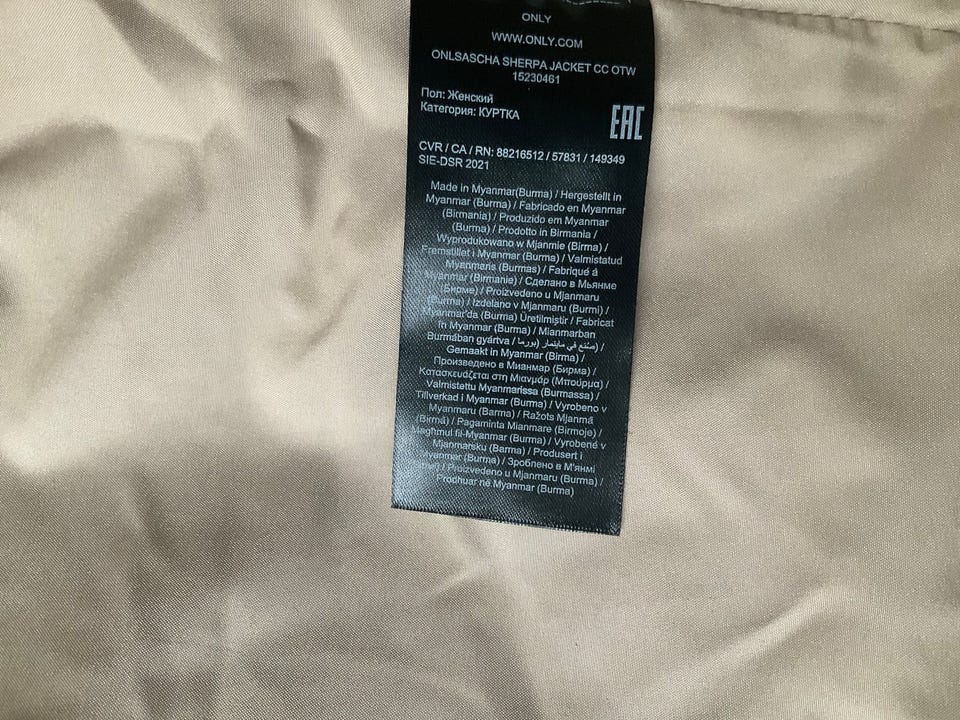 ONLY
WWW.ONLY.COM
ONLSASCHA SHERPA JACKET CC OTW
15230461
Пол: Женский
Категория: КУРТКА
EAC
CVR / CA / RN: 88216512 / 57831 / 149349
SIE-DSR 2021
Made in Myanmar(Burma) / Hergestellt in
Myanmar (Burma) / Fabricado en Myanmar
(Birmania) / Produzido em Myanmar
(Burma) / Prodotto in Birmania /
Wyprodukowano w Mjanmie (Birma) /
Fremstillet i Myanmar (Burma) / Valmistatud
Myanmaris (Burmas) / Fabriqué à
Myanmar (Birmanie) / Сделано в Мьянме
(Бирме) / Proizvedeno u Mjanmaru
(Burma) / Izdelano v Mjanmaru (Burmi) /
Myanmar'da (Burma) Üretilmiştir / Fabricat
în Myanmar (Burma) / Mianmarban
Burmában gyártva / صُنع في ماينمار (بورما) /
Gemaakt in Myanmar (Birma) /
Произведено в Мианмар (Бирма) /
Κατασκευάζεται στη Μιανμάρ (Μπούρμα) /
Valmistettu Myanmarissa (Burmassa) /
Tillverkad i Myanmar (Burma) / Vyrobeno v
Myanmaru (Barma) / Ražots Mjanmā
(Birmā) / Pagaminta Mianmare (Birmoje) /
Magħmul fil-Myanmar (Burma) / Vyrobené v
Mjanmarsku (Barma) / Produsert i
Myanmar (Burma) / Зроблено в М'янмі
/ Proizvedeno u Mjanmaru (Burma) /
Prodhuar në Myanmar (Burma)